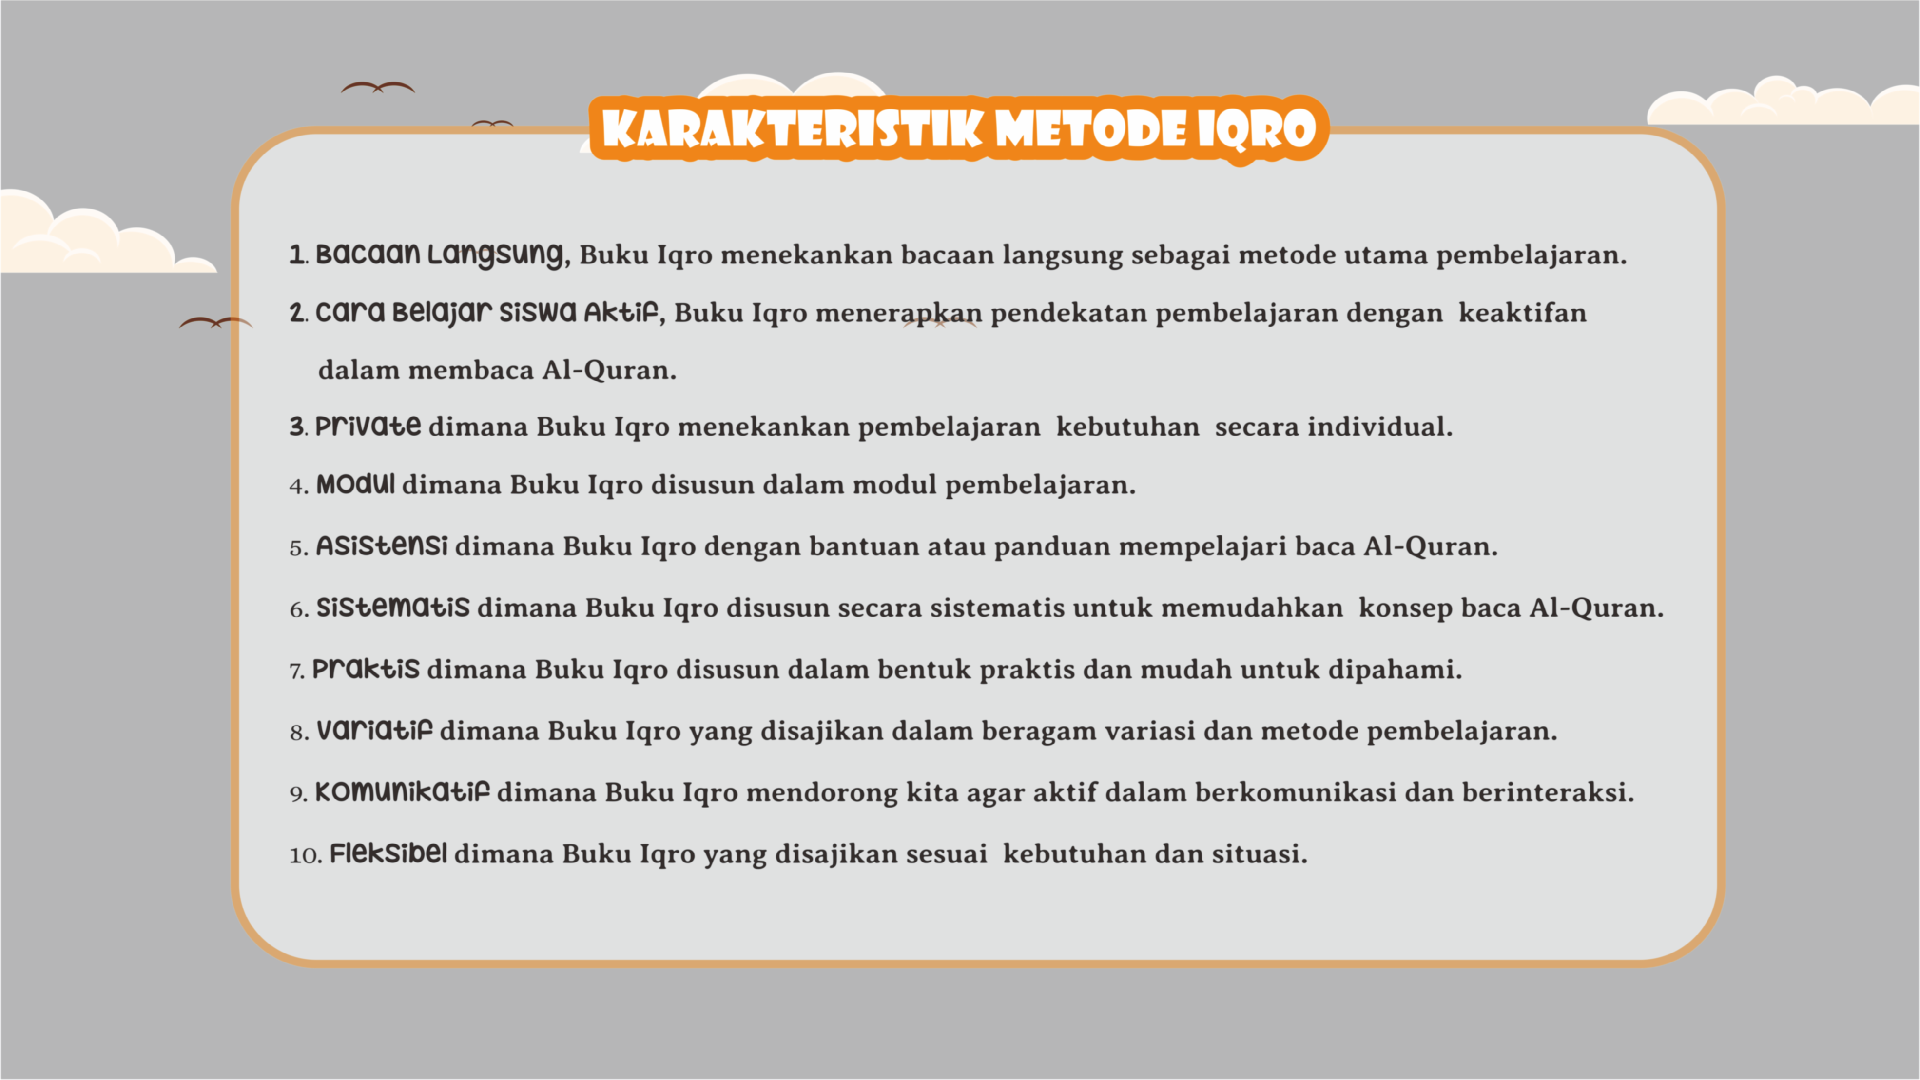 KARAKTERISTIK METODE IQRO
1. Bacaan Langsung, Buku Iqro menekankan bacaan langsung sebagai metode utama pembelajaran.
2. Cara Belajar Siswa Aktif, Buku Iqro menerapkan pendekatan pembelajaran dengan keaktifan
dalam membaca Al-Quran.
3. Private dimana Buku Iqro menekankan pembelajaran kebutuhan secara individual.
4. Modul dimana Buku Iqro disusun dalam modul pembelajaran.
5. Asistensi dimana Buku Iqro dengan bantuan atau panduan mempelajari baca Al-Quran.
6. Sistematis dimana Buku Iqro disusun secara sistematis untuk memudahkan konsep baca Al-Quran.
7. Praktis dimana Buku Iqro disusun dalam bentuk praktis dan mudah untuk dipahami.
8. Variatif dimana Buku Iqro yang disajikan dalam beragam variasi dan metode pembelajaran.
9. Komunikatif dimana Buku Iqro mendorong kita agar aktif dalam berkomunikasi dan berinteraksi.
10. Fleksibel dimana Buku Iqro yang disajikan sesuai kebutuhan dan situasi.